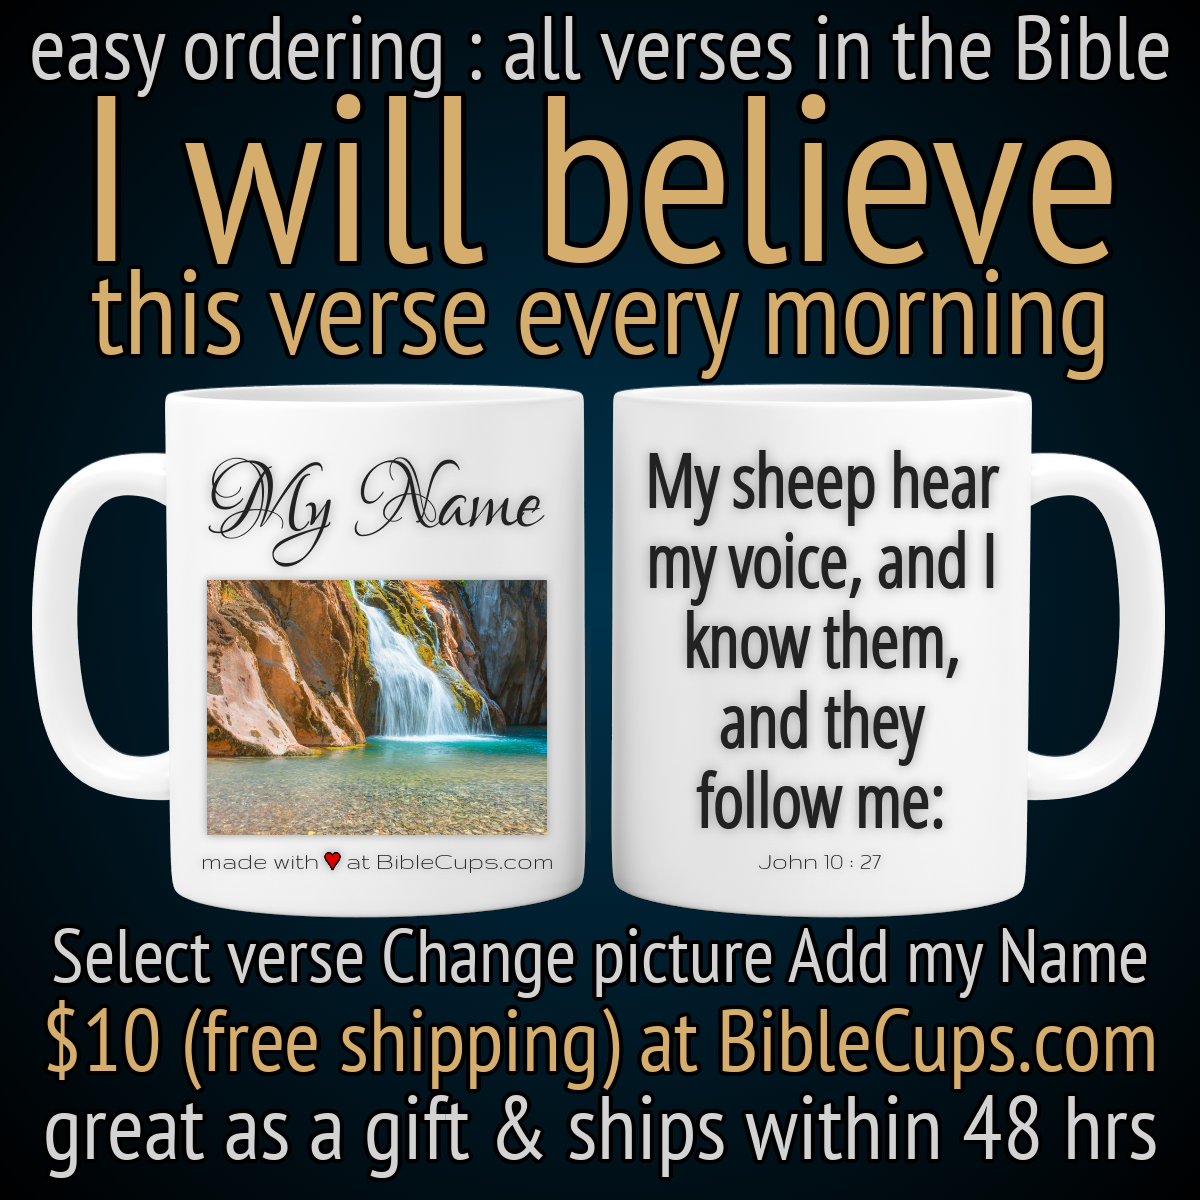 easy ordering : all verses in the Bible
I will believe
this verse every morning
My Name
made with ♥ at BibleCups.com
My sheep hear
my voice, and I
know them,
and they
follow me:
John 10 : 27
Select verse Change picture Add my Name
$10 (free shipping) at BibleCups.com
great as a gift & ships within 48 hrs